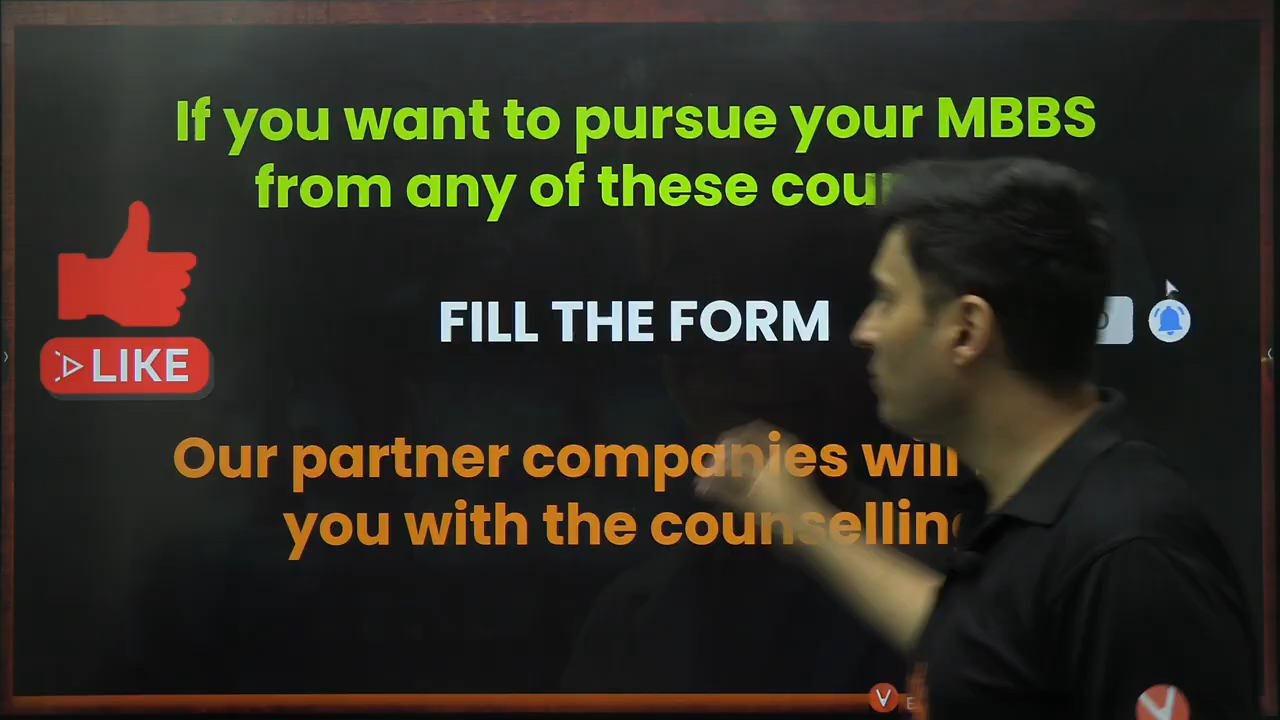 If you want to pursue your MBBS
from any of these
FILL THE FORM
LIKE
Our partner companies will
you with the counselling
V